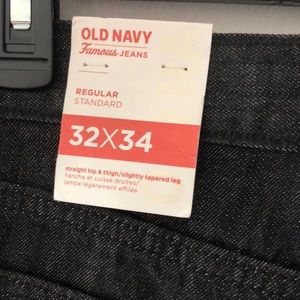 OLD NAVY
Famous JEANS
REGULAR
STANDARD
32X34
straight hip & thigh/slightly tapered leg
hanche et cuisse droites/
jambe légèrement effilée